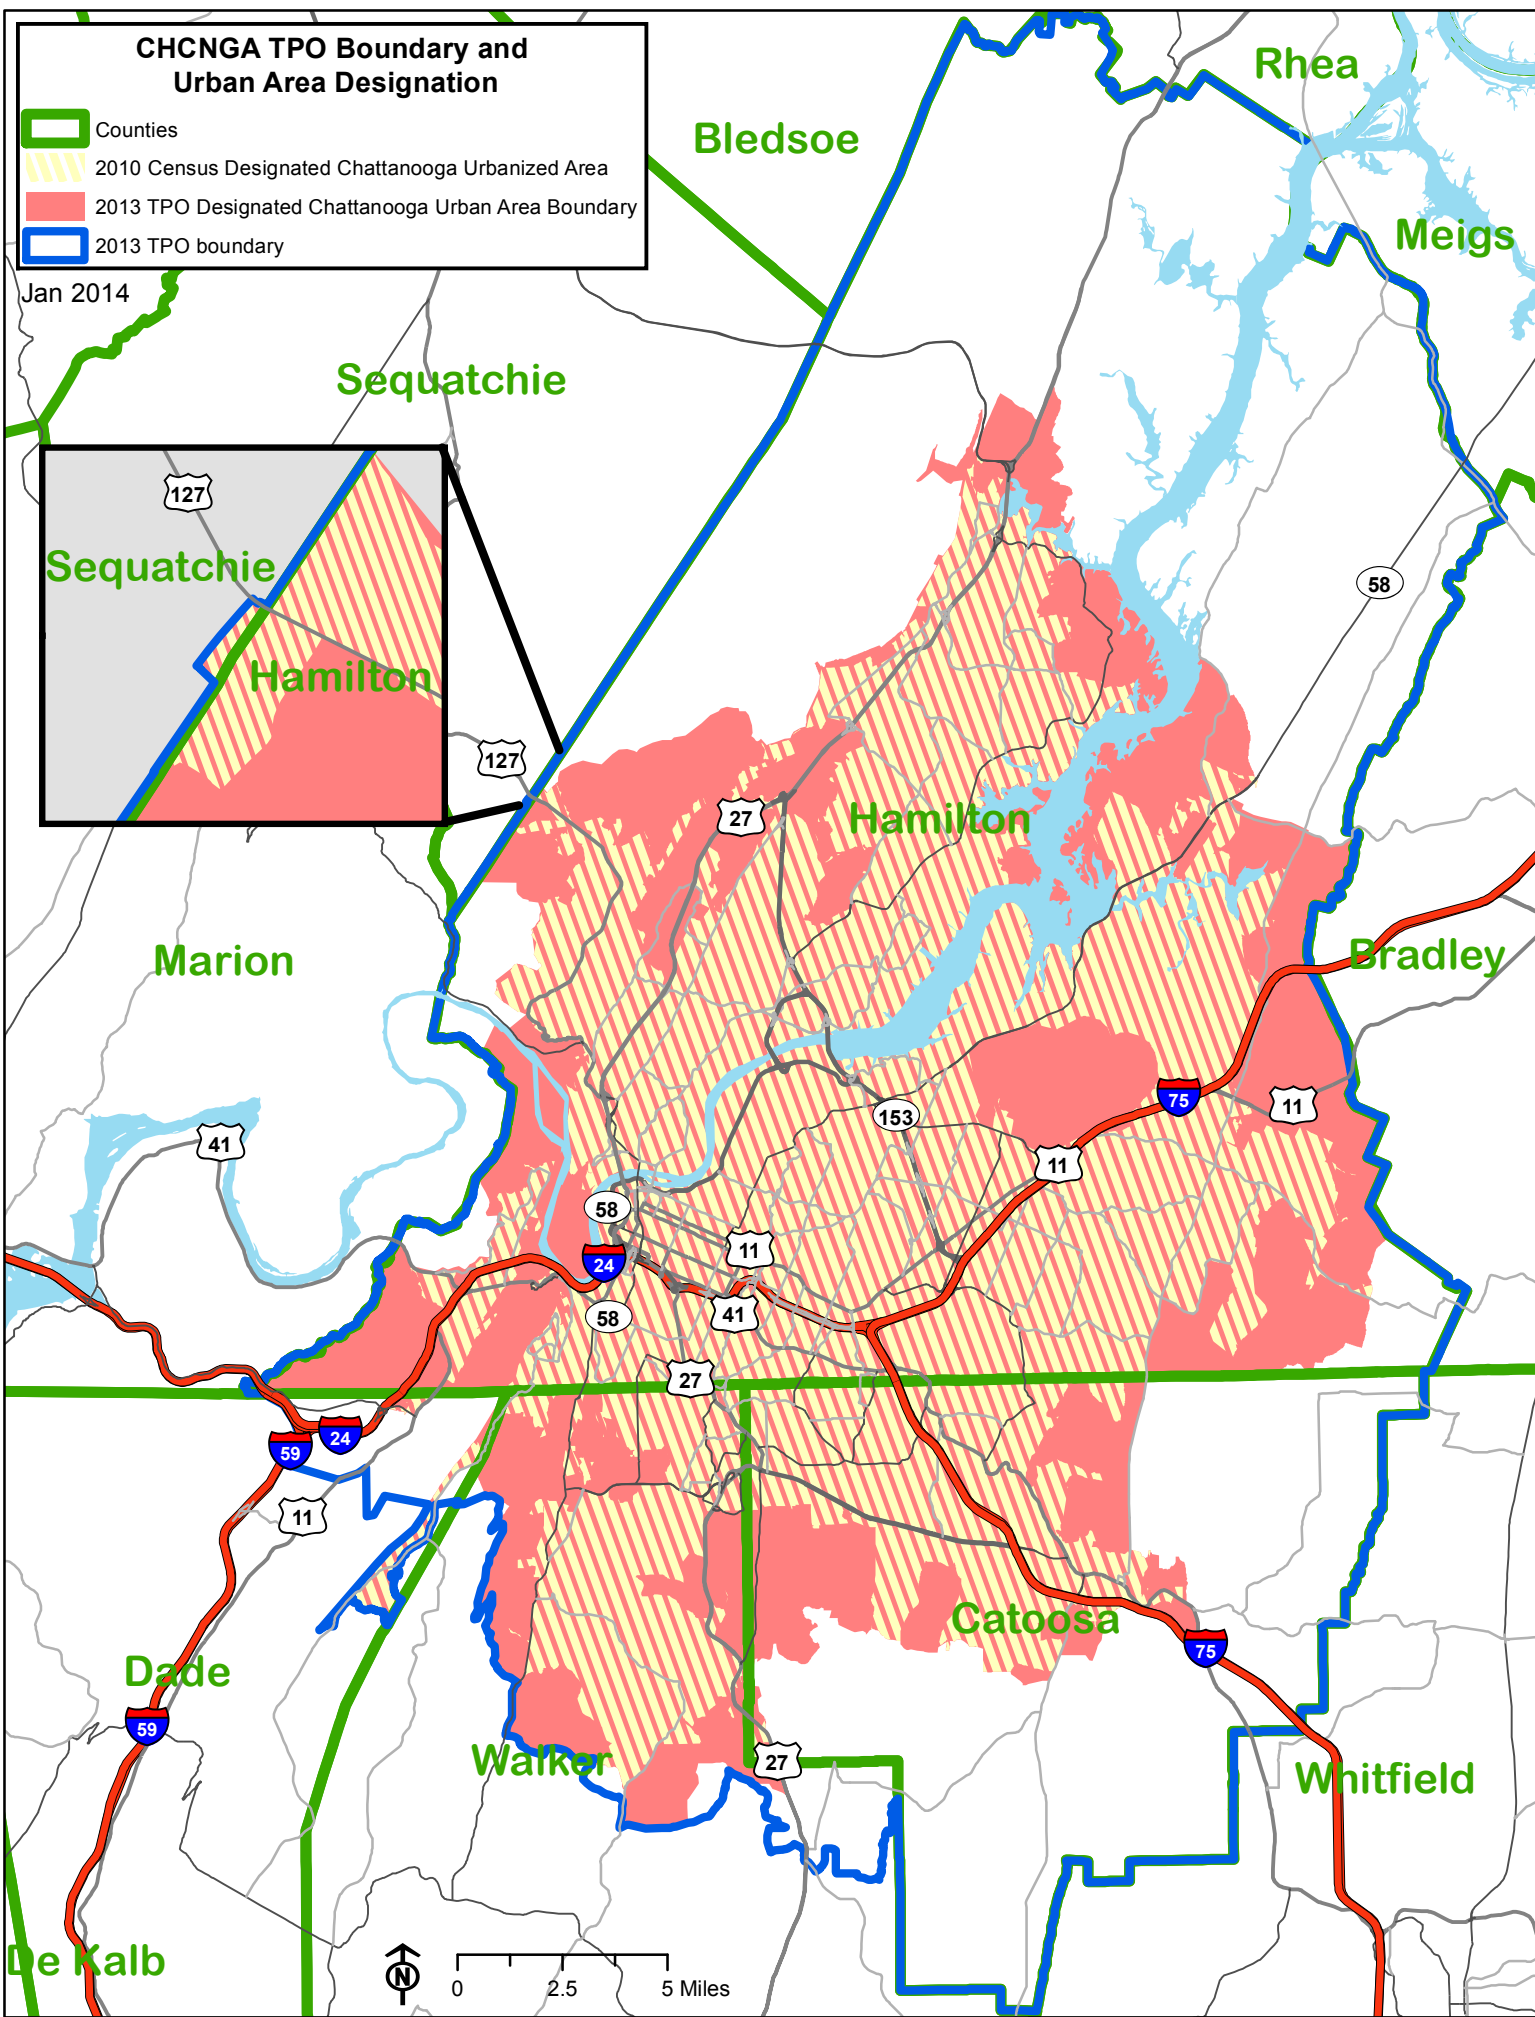 CHCNGA TPO Boundary and
Urban Area Designation
Counties
2010 Census Designated Chattanooga Urbanized Area
2013 TPO Designated Chattanooga Urban Area Boundary
2013 TPO boundary
Jan 2014
Rhea
Bledsoe
Meigs
Sequatchie
127
Sequatchie
Hamilton
58
127
27
Hamilton
Marion
Bradley
75
11
153
41
11
58
11
24
41
58
27
24
59
11
Catoosa
75
Dade
59
Walker
27
Whitfield
De Kalb
N
0 2.5 5 Miles